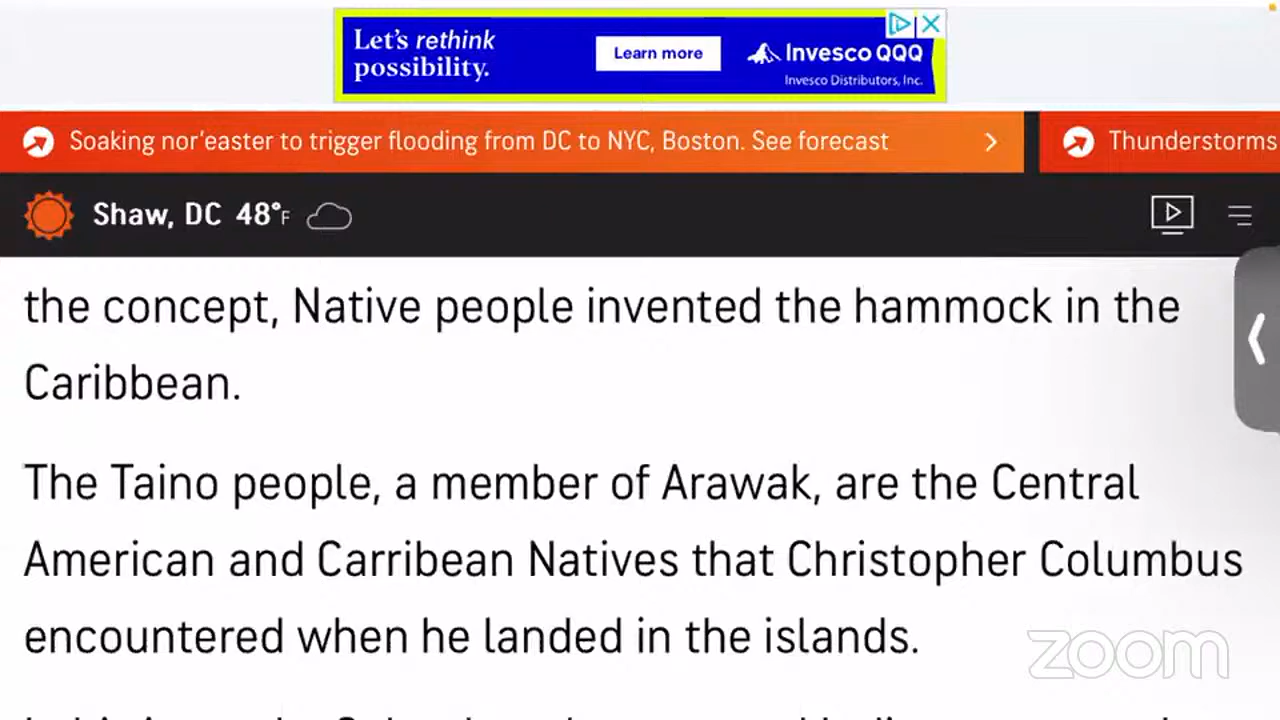 Let's rethink
possibility.
Learn more
Invesco QQQ
Invesco Distributors, Inc.
Soaking nor'easter to trigger flooding from DC to NYC, Boston. See forecast
Thunderstorms
Shaw, DC 48°F
the concept, Native people invented the hammock in the
Caribbean.
The Taino people, a member of Arawak, are the Central
American and Carribean Natives that Christopher Columbus
encountered when he landed in the islands.
zoom